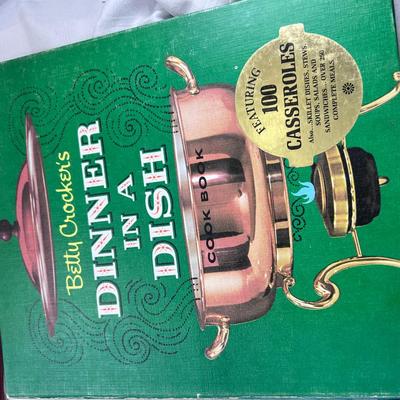 Betty Crocker's
DINNER
IN A
DISH
COOK BOOK
FEATURING
100
CASSEROLES
Also...SKILLET DISHES, STEWS
SOUPS, SALADS AND
SANDWICHES... OVER 250
COMPLETE MEALS.